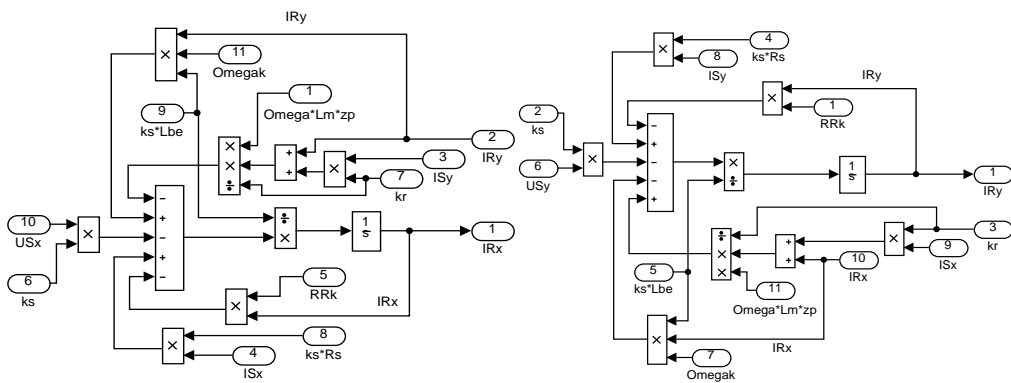 IRy
11
Omegak
9
ks*Lbe
1
Omega*Lm*zp
×
×
×
÷
+
+
×
2
IRy
3
ISy
7
kr
10
USx
6
ks
×
−
+
−
+
−
÷
×
1
s
1
IRx
5
RRk
IRx
×
8
ks*Rs
4
ISx
×
4
ks*Rs
8
ISy
×
IRy
1
RRk
×
2
ks
6
USy
×
−
+
−
−
+
×
÷
1
s
1
IRy
5
ks*Lbe
÷
×
×
+
+
×
3
kr
9
ISx
10
IRx
11
Omega*Lm*zp
IRx
×
7
Omegak